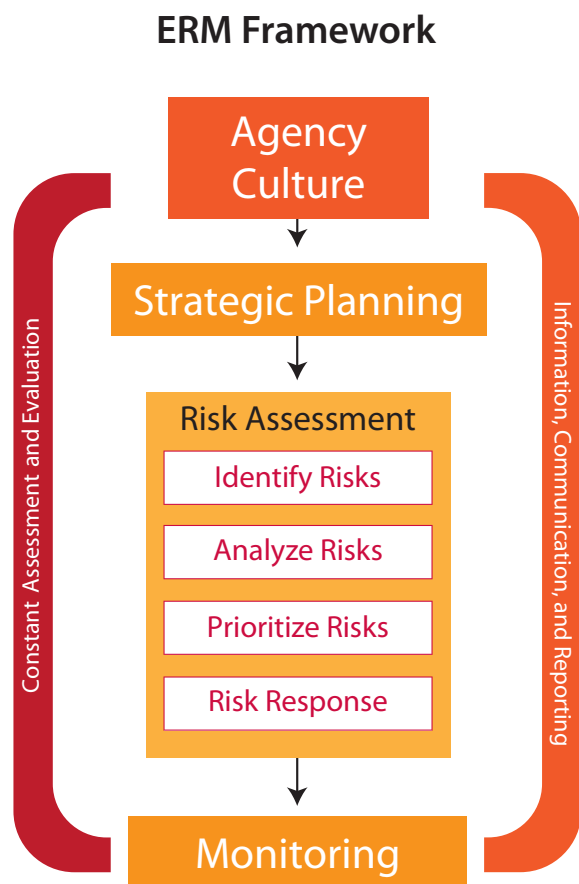 ERM Framework
Agency
Culture
Strategic Planning
Risk Assessment
Identify Risks
Analyze Risks
Prioritize Risks
Risk Response
Monitoring
Constant Assessment and Evaluation
Information, Communication, and Reporting